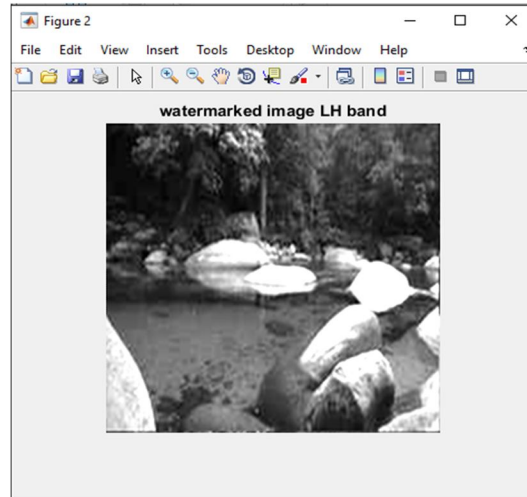 Figure 2
File Edit View Insert Tools Desktop Window Help
watermarked image LH band